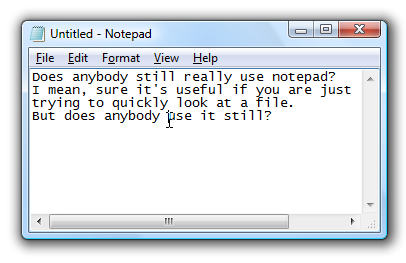 Untitled - Notepad
File Edit Format View Help
Does anybody still really use notepad?
I mean, sure it's useful if you are just
trying to quickly look at a file.
But does anybody use it still?